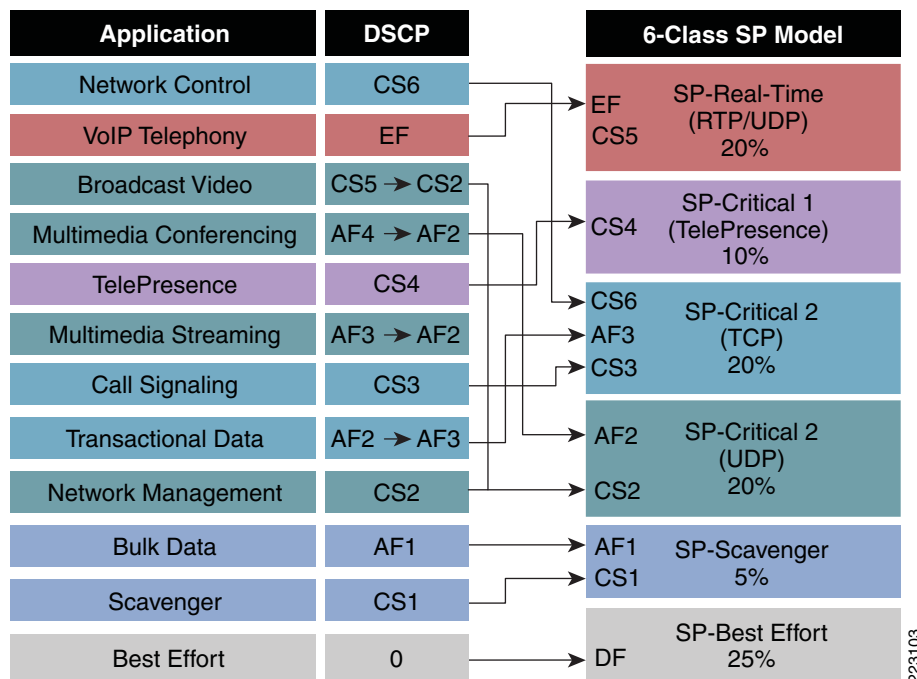 Application DSCP 6-Class SP Model
Network Control CS6
VoIP Telephony EF
Broadcast Video CS5 → CS2
Multimedia Conferencing AF4 → AF2
TelePresence CS4
Multimedia Streaming AF3 → AF2
Call Signaling CS3
Transactional Data AF2 → AF3
Network Management CS2
Bulk Data AF1
Scavenger CS1
Best Effort 0
EF SP-Real-Time
CS5 (RTP/UDP)
20%
SP-Critical 1
CS4 (TelePresence)
10%
CS6 SP-Critical 2
AF3 (TCP)
CS3 20%
AF2 SP-Critical 2
(UDP)
CS2 20%
AF1 SP-Scavenger
CS1 5%
SP-Best Effort
DF 25%
223103